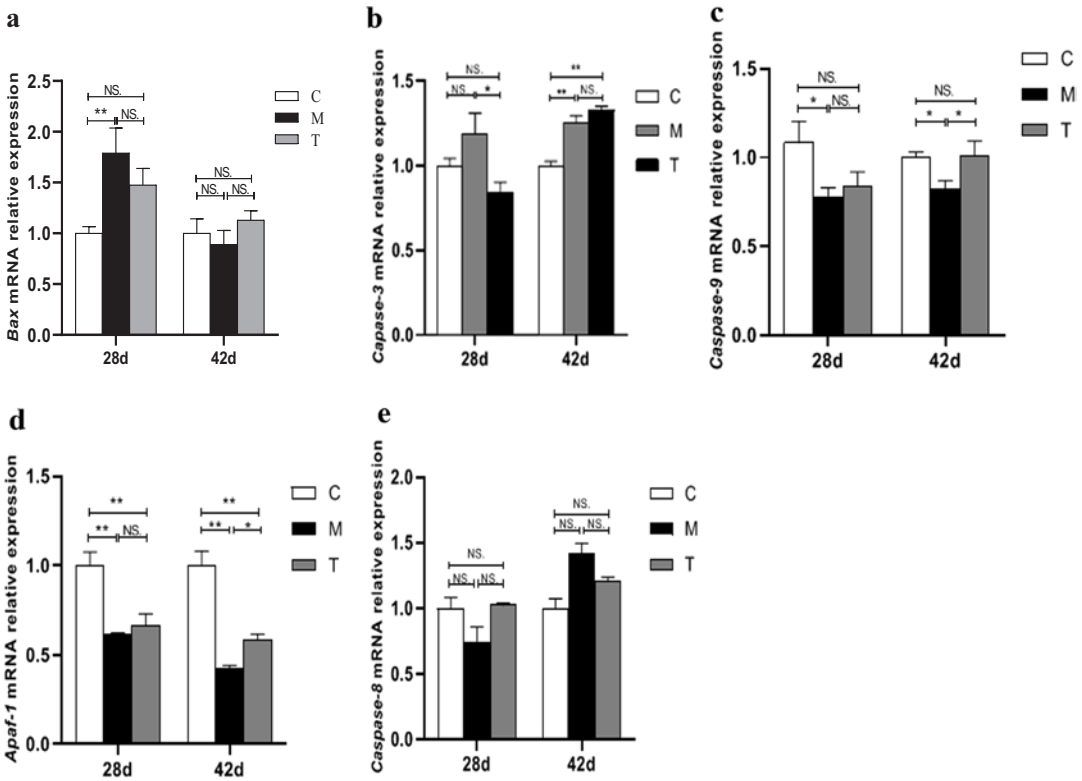 a
Bax mRNA relative expression
2.5
2.0
1.5
1.0
0.5
0.0
NS.
** NS.
NS.
NS. NS.
28d 42d
C
M
T
b
Capase-3 mRNA relative expression
1.5
1.0
0.5
0.0
NS.
NS. *
**
** NS.
28d 42d
C
M
T
c
Caspase-9 mRNA relative expression
1.5
1.0
0.5
0.0
NS.
* NS.
NS.
* *
28d 42d
C
M
T
d
Apaf-1 mRNA relative expression
1.5
1.0
0.5
0.0
**
** NS.
**
** *
28d 42d
C
M
T
e
Caspase-8 mRNA relative expression
2.0
1.5
1.0
0.5
0.0
NS.
NS. NS.
NS.
NS. NS.
28d 42d
C
M
T